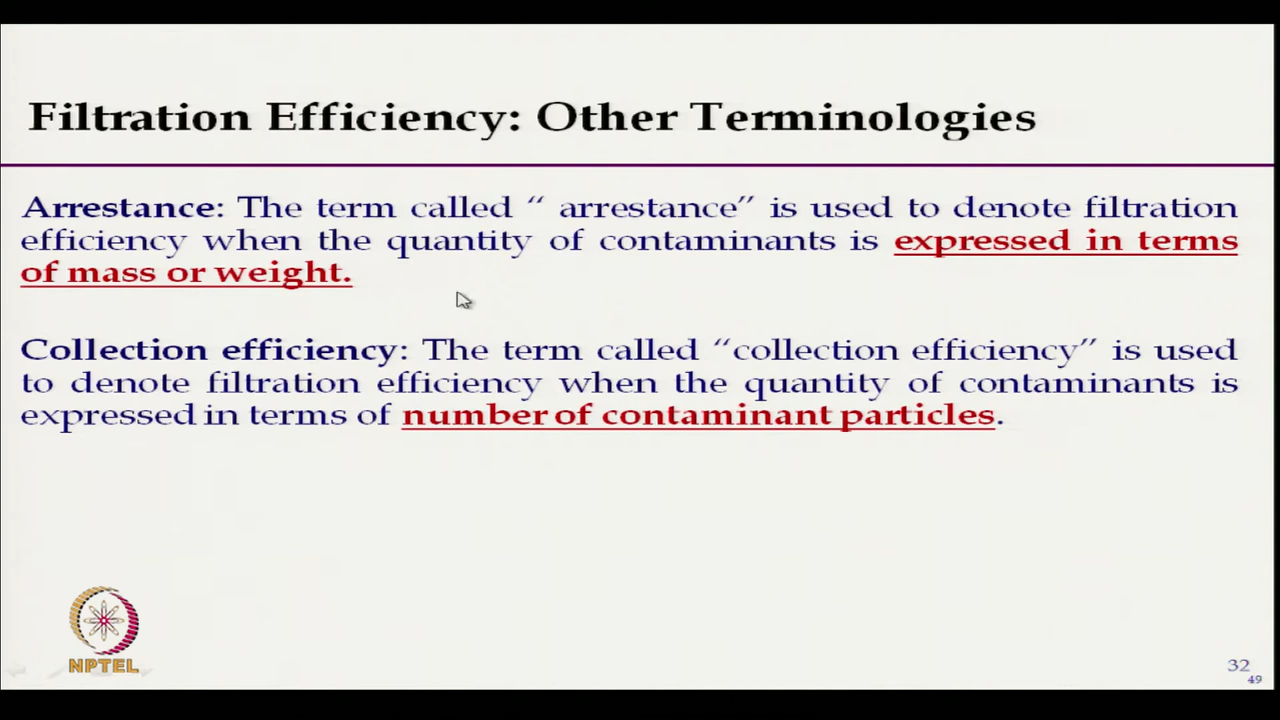 Filtration Efficiency: Other Terminologies
Arrestance: The term called “ arrestance” is used to denote filtration
efficiency when the quantity of contaminants is expressed in terms
of mass or weight.
Collection efficiency: The term called “collection efficiency” is used
to denote filtration efficiency when the quantity of contaminants is
expressed in terms of number of contaminant particles.
NPTEL
32
49